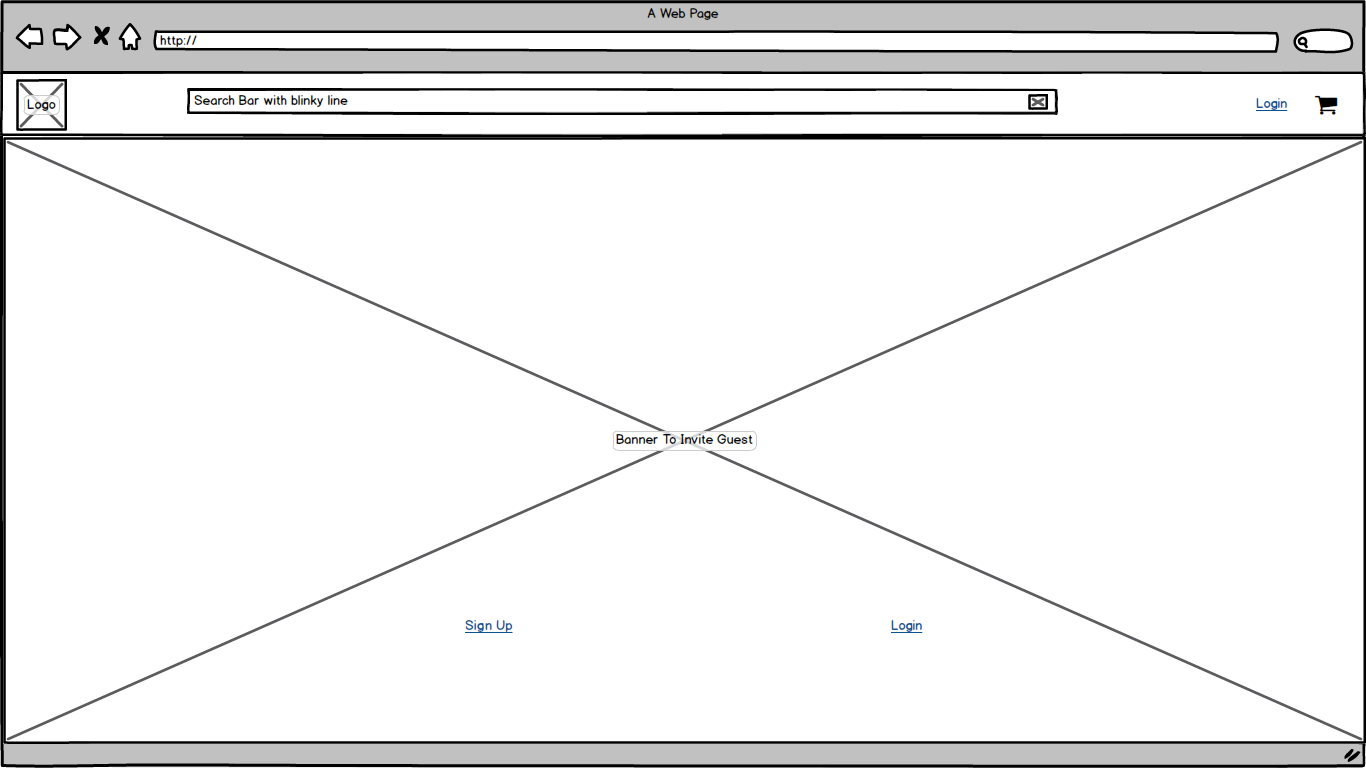 A Web Page
http://
Logo
Search Bar with blinky line
Login
Banner To Invite Guest
Sign Up
Login